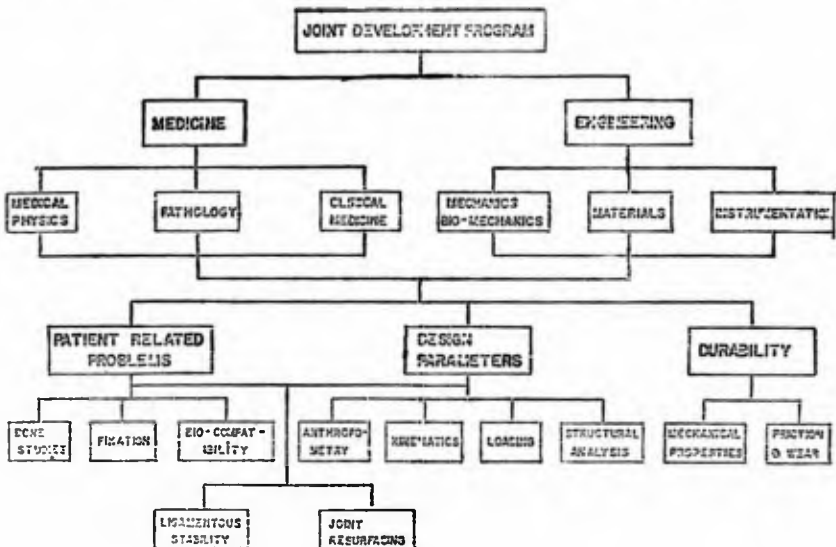 JOINT DEVELOPMENT PROGRAM
MEDICINE
ENGINEERING
MEDICAL
PHYSICS
PATHOLOGY
CLINICAL
MEDICINE
MECHANICS
BIO-MECHANICS
MATERIALS
INSTRUMENTATION
PATIENT RELATED
PROBLEMS
DESIGN
PARAMETERS
DURABILITY
BONE
STUDIES
FIXATION
BIO-COMPAT-
IBILITY
ANTHROPO-
METRY
KINEMATICS
LOADING
STRUCTURAL
ANALYSIS
MECHANICAL
PROPERTIES
FRICTION
& WEAR
LIGAMENTOUS
STABILITY
JOINT
RESURFACING